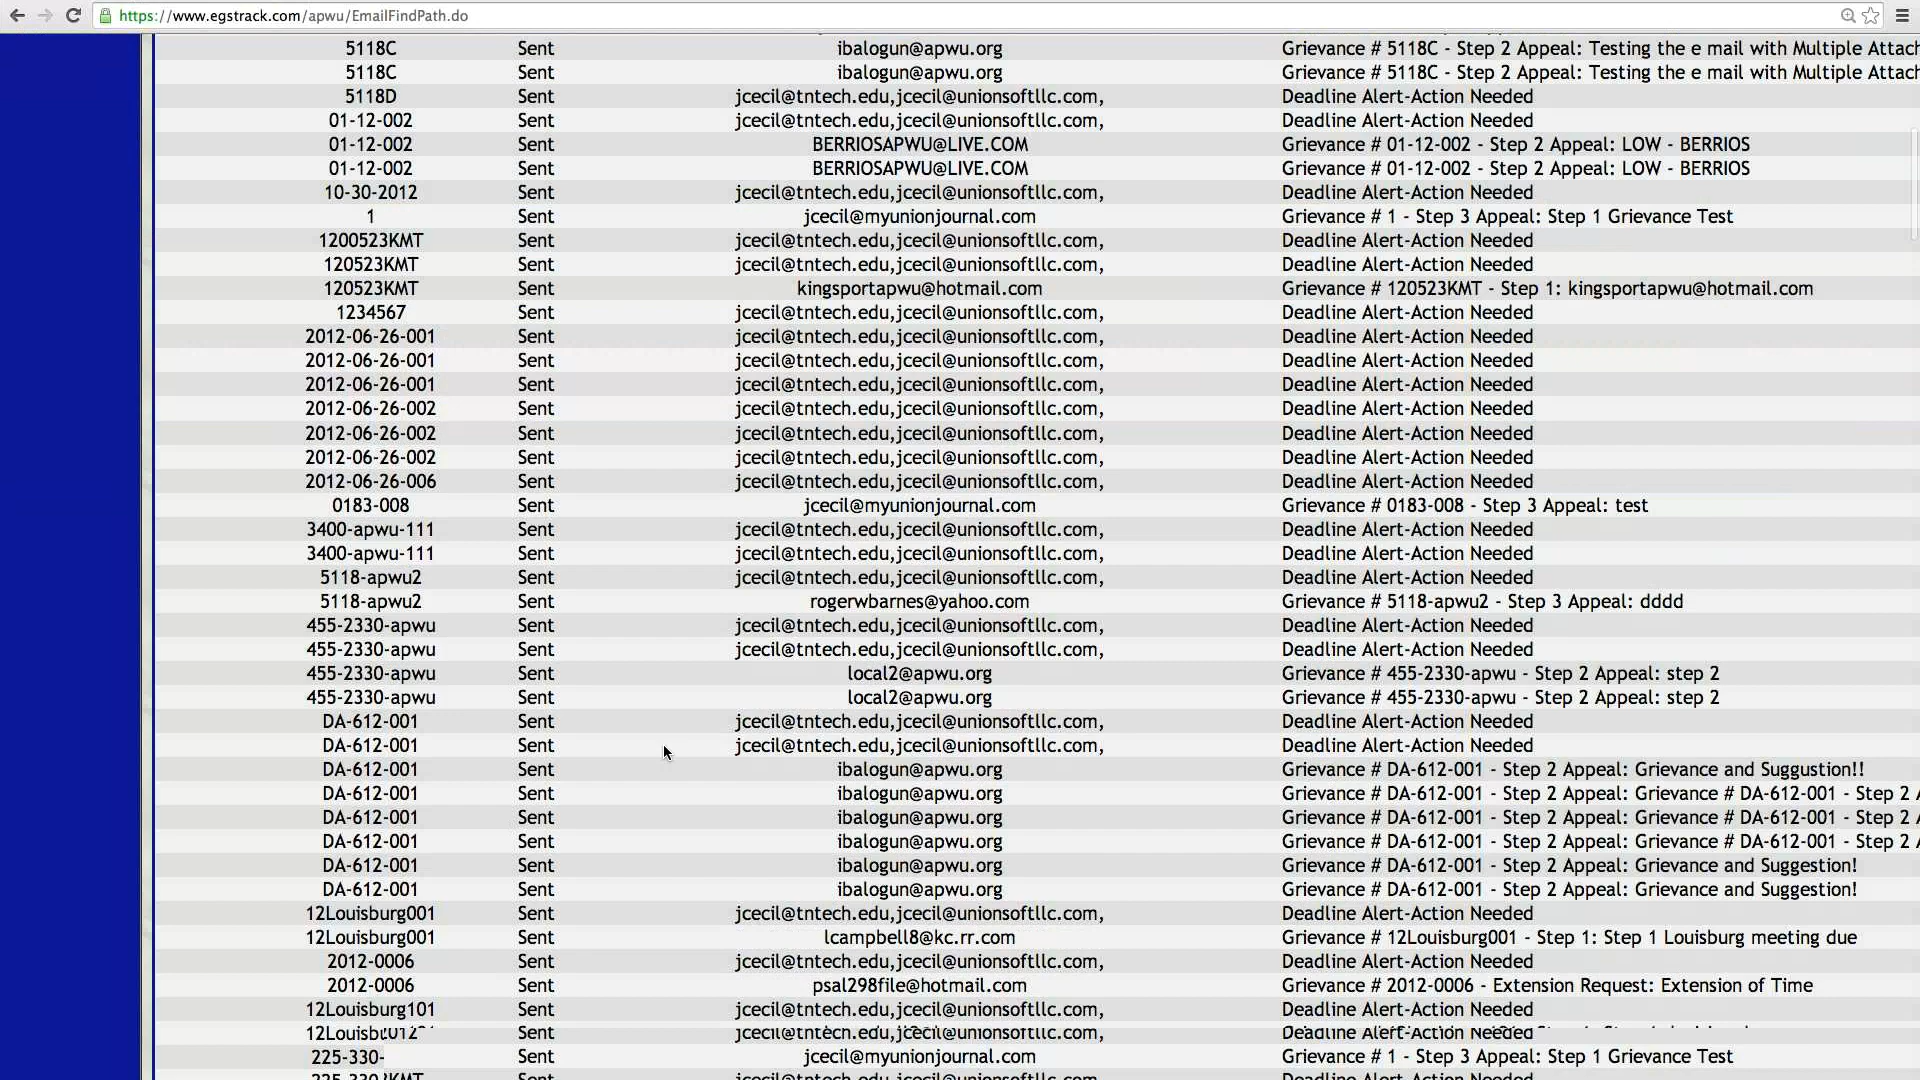 https://www.egstrack.com/apwu/EmailFindPath.do
5118C Sent ibalogun@apwu.org Grievance # 5118C - Step 2 Appeal: Testing the e mail with Multiple Attach
5118C Sent ibalogun@apwu.org Grievance # 5118C - Step 2 Appeal: Testing the e mail with Multiple Attach
5118D Sent jcecil@tntech.edu,jcecil@unionsoftllc.com, Deadline Alert-Action Needed
01-12-002 Sent jcecil@tntech.edu,jcecil@unionsoftllc.com, Deadline Alert-Action Needed
01-12-002 Sent BERRIOSAPWU@LIVE.COM Grievance # 01-12-002 - Step 2 Appeal: LOW - BERRIOS
01-12-002 Sent BERRIOSAPWU@LIVE.COM Grievance # 01-12-002 - Step 2 Appeal: LOW - BERRIOS
10-30-2012 Sent jcecil@tntech.edu,jcecil@unionsoftllc.com, Deadline Alert-Action Needed
1 Sent jcecil@myunionjournal.com Grievance # 1 - Step 3 Appeal: Step 1 Grievance Test
1200523KMT Sent jcecil@tntech.edu,jcecil@unionsoftllc.com, Deadline Alert-Action Needed
120523KMT Sent jcecil@tntech.edu,jcecil@unionsoftllc.com, Deadline Alert-Action Needed
120523KMT Sent kingsportapwu@hotmail.com Grievance # 120523KMT - Step 1: kingsportapwu@hotmail.com
1234567 Sent jcecil@tntech.edu,jcecil@unionsoftllc.com, Deadline Alert-Action Needed
2012-06-26-001 Sent jcecil@tntech.edu,jcecil@unionsoftllc.com, Deadline Alert-Action Needed
2012-06-26-001 Sent jcecil@tntech.edu,jcecil@unionsoftllc.com, Deadline Alert-Action Needed
2012-06-26-001 Sent jcecil@tntech.edu,jcecil@unionsoftllc.com, Deadline Alert-Action Needed
2012-06-26-002 Sent jcecil@tntech.edu,jcecil@unionsoftllc.com, Deadline Alert-Action Needed
2012-06-26-002 Sent jcecil@tntech.edu,jcecil@unionsoftllc.com, Deadline Alert-Action Needed
2012-06-26-002 Sent jcecil@tntech.edu,jcecil@unionsoftllc.com, Deadline Alert-Action Needed
2012-06-26-006 Sent jcecil@tntech.edu,jcecil@unionsoftllc.com, Deadline Alert-Action Needed
0183-008 Sent jcecil@myunionjournal.com Grievance # 0183-008 - Step 3 Appeal: test
3400-apwu-111 Sent jcecil@tntech.edu,jcecil@unionsoftllc.com, Deadline Alert-Action Needed
3400-apwu-111 Sent jcecil@tntech.edu,jcecil@unionsoftllc.com, Deadline Alert-Action Needed
5118-apwu2 Sent jcecil@tntech.edu,jcecil@unionsoftllc.com, Deadline Alert-Action Needed
5118-apwu2 Sent rogerwbarnes@yahoo.com Grievance # 5118-apwu2 - Step 3 Appeal: dddd
455-2330-apwu Sent jcecil@tntech.edu,jcecil@unionsoftllc.com, Deadline Alert-Action Needed
455-2330-apwu Sent jcecil@tntech.edu,jcecil@unionsoftllc.com, Deadline Alert-Action Needed
455-2330-apwu Sent local2@apwu.org Grievance # 455-2330-apwu - Step 2 Appeal: step 2
455-2330-apwu Sent local2@apwu.org Grievance # 455-2330-apwu - Step 2 Appeal: step 2
DA-612-001 Sent jcecil@tntech.edu,jcecil@unionsoftllc.com, Deadline Alert-Action Needed
DA-612-001 Sent jcecil@tntech.edu,jcecil@unionsoftllc.com, Deadline Alert-Action Needed
DA-612-001 Sent ibalogun@apwu.org Grievance # DA-612-001 - Step 2 Appeal: Grievance and Suggustion!!
DA-612-001 Sent ibalogun@apwu.org Grievance # DA-612-001 - Step 2 Appeal: Grievance # DA-612-001 - Step 2 A
DA-612-001 Sent ibalogun@apwu.org Grievance # DA-612-001 - Step 2 Appeal: Grievance # DA-612-001 - Step 2 A
DA-612-001 Sent ibalogun@apwu.org Grievance # DA-612-001 - Step 2 Appeal: Grievance # DA-612-001 - Step 2 A
DA-612-001 Sent ibalogun@apwu.org Grievance # DA-612-001 - Step 2 Appeal: Grievance and Suggestion!
DA-612-001 Sent ibalogun@apwu.org Grievance # DA-612-001 - Step 2 Appeal: Grievance and Suggestion!
12Louisburg001 Sent jcecil@tntech.edu,jcecil@unionsoftllc.com, Deadline Alert-Action Needed
12Louisburg001 Sent lcampbell8@kc.rr.com Grievance # 12Louisburg001 - Step 1: Step 1 Louisburg meeting due
2012-0006 Sent jcecil@tntech.edu,jcecil@unionsoftllc.com, Deadline Alert-Action Needed
2012-0006 Sent psal298file@hotmail.com Grievance # 2012-0006 - Extension Request: Extension of Time
12Louisburg101 Sent jcecil@tntech.edu,jcecil@unionsoftllc.com, Deadline Alert-Action Needed
Sent jcecil@tntech.edu,jcecil@unionsoftllc.com, Deadline Alert-Action Needed
225-330- Sent jcecil@myunionjournal.com Grievance # 1 - Step 3 Appeal: Step 1 Grievance Test